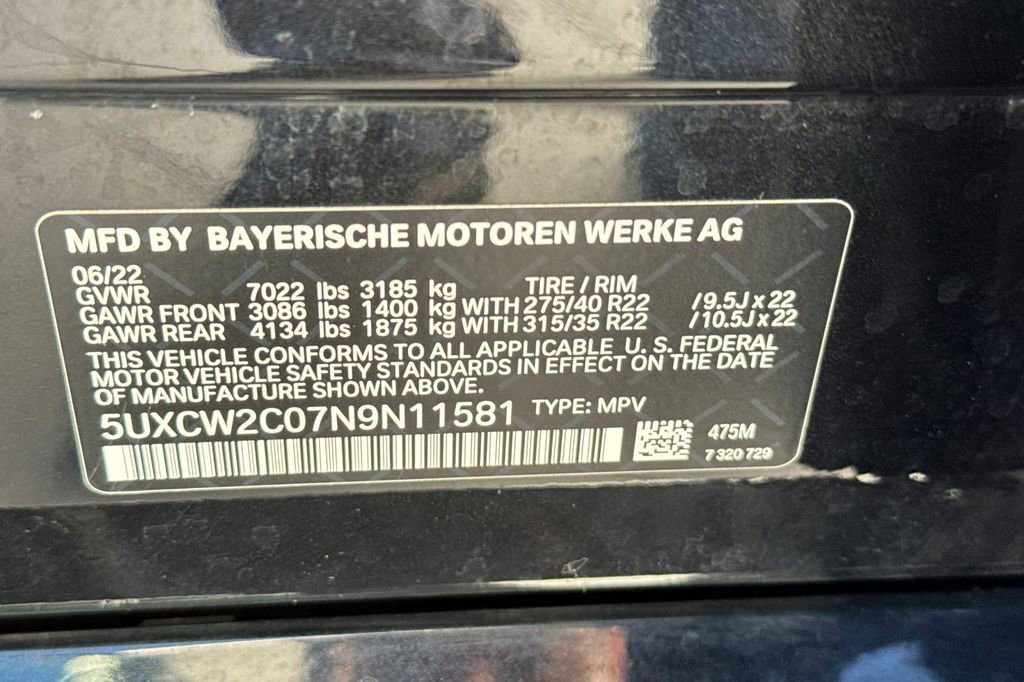 MFD BY BAYERISCHE MOTOREN WERKE AG
06/22 TIRE / RIM
GVWR 7022 lbs 3185 kg
GAWR FRONT 3086 lbs 1400 kg WITH 275/40 R22 /9.5J x 22
GAWR REAR 4134 lbs 1875 kg WITH 315/35 R22 /10.5J x 22
THIS VEHICLE CONFORMS TO ALL APPLICABLE U. S. FEDERAL
MOTOR VEHICLE SAFETY STANDARDS IN EFFECT ON THE DATE
OF MANUFACTURE SHOWN ABOVE.
5UXCW2C07N9N11581 TYPE: MPV
475M
7 320 729